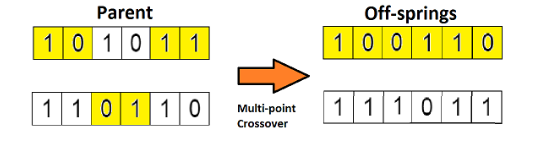 Parent
Off-springs
1 0 1 0 1 1
1 0 0 1 1 0
Multi-point
Crossover
1 1 0 1 1 0
1 1 1 0 1 1